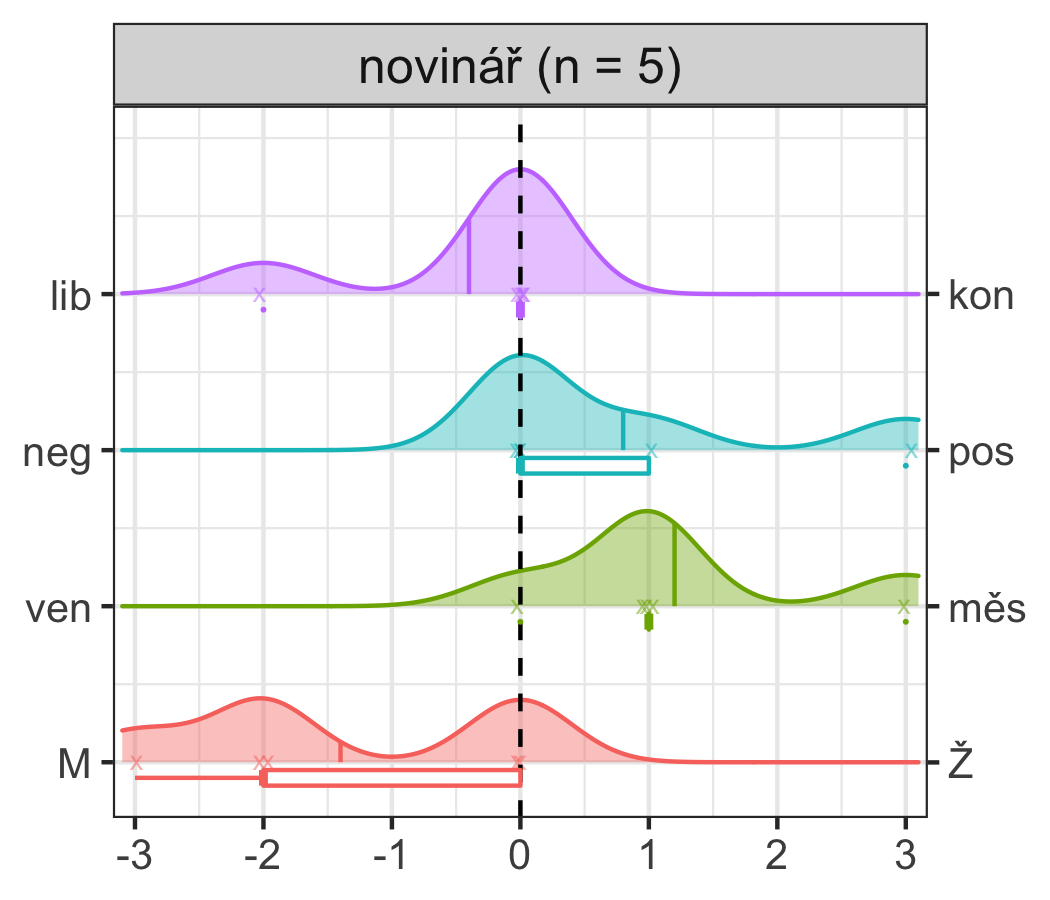 novinář (n = 5)
lib kon
neg pos
ven měs
M Ž
-3 -2 -1 0 1 2 3